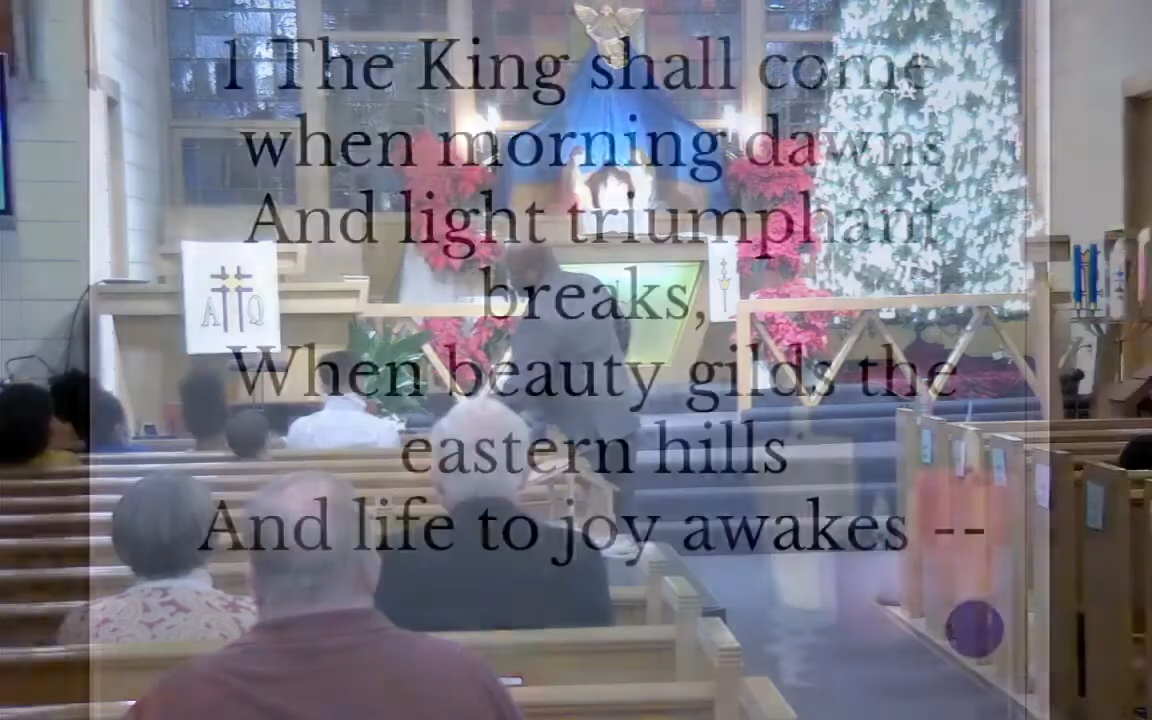 1 The King shall come
when morning dawns
And light triumphant
breaks,
When beauty gilds the
eastern hills
And life to joy awakes --
A Ω